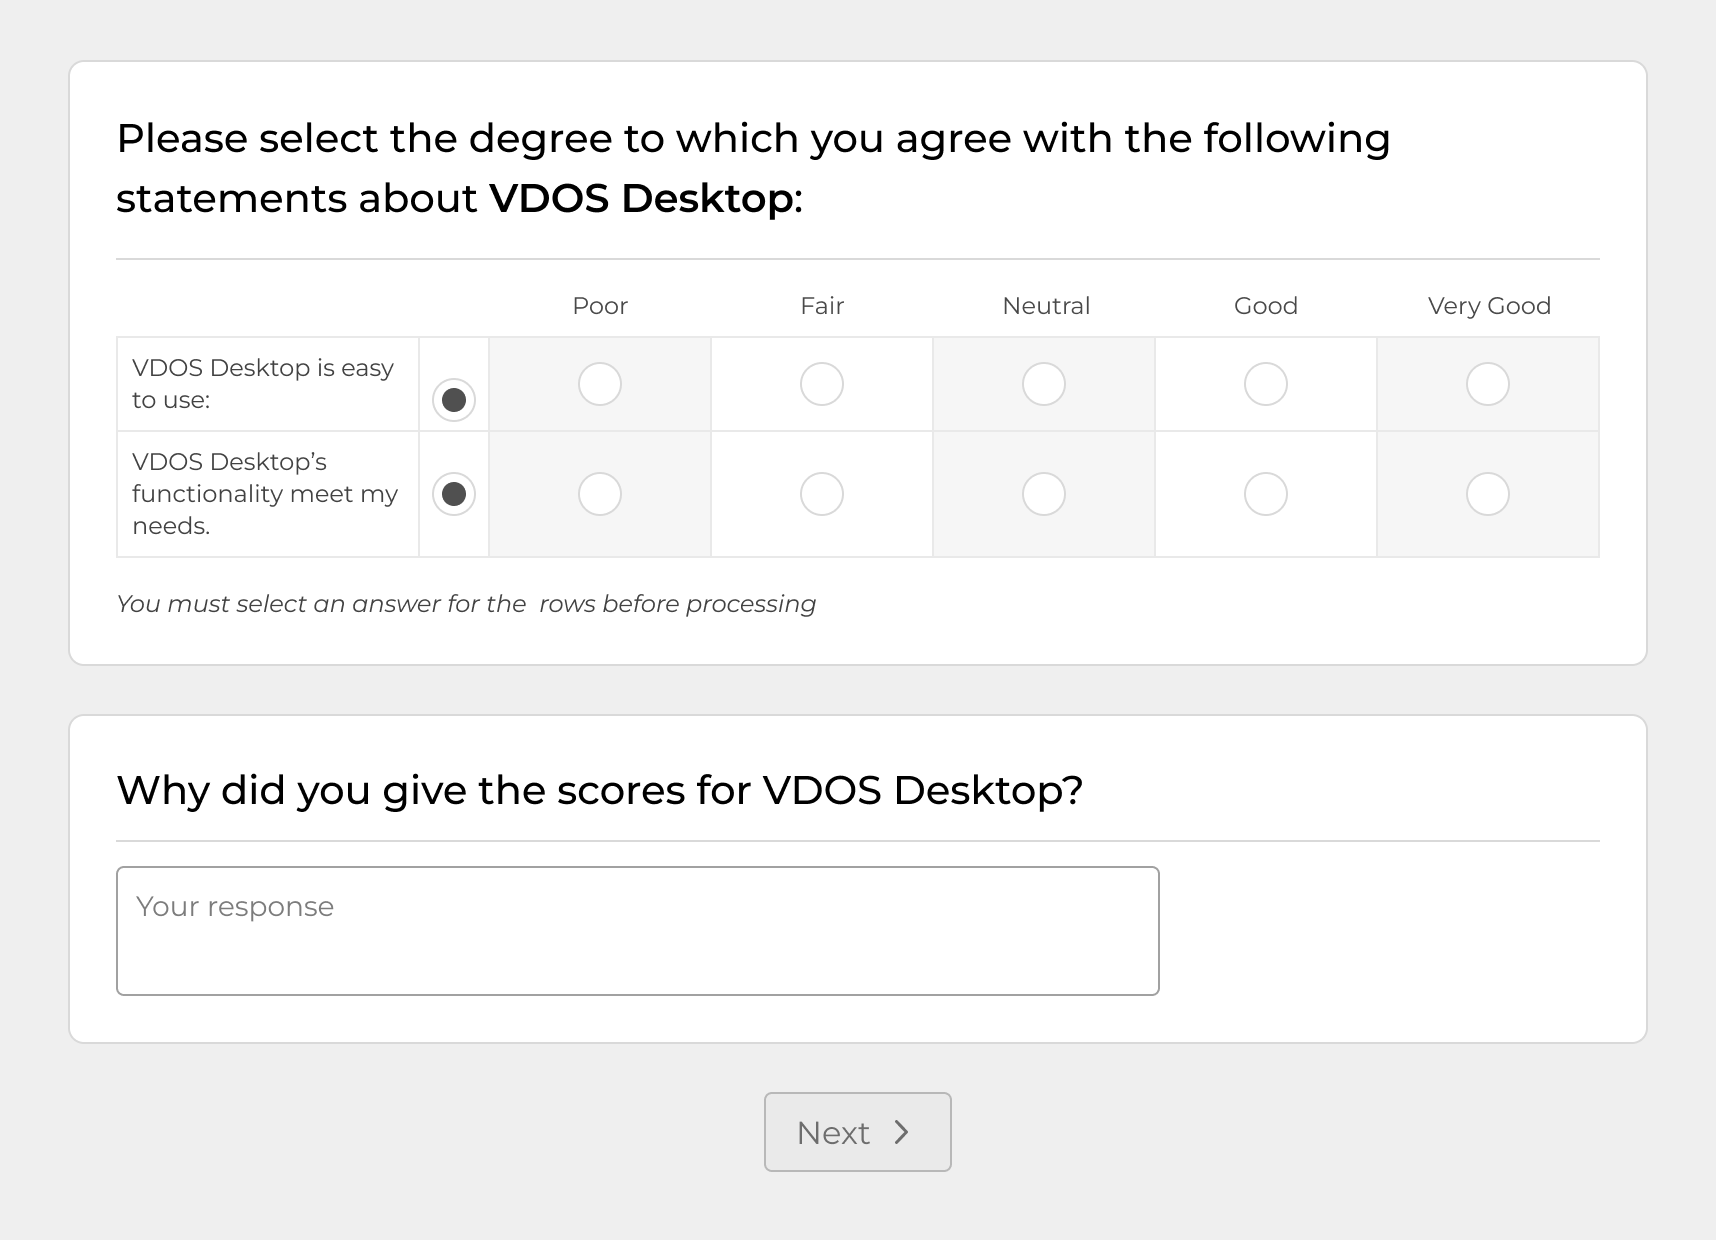 Please select the degree to which you agree with the following
statements about VDOS Desktop:
Poor Fair Neutral Good Very Good
VDOS Desktop is easy
to use:
VDOS Desktop’s
functionality meet my
needs.
You must select an answer for the  rows before processing
Why did you give the scores for VDOS Desktop?
Your response
Next